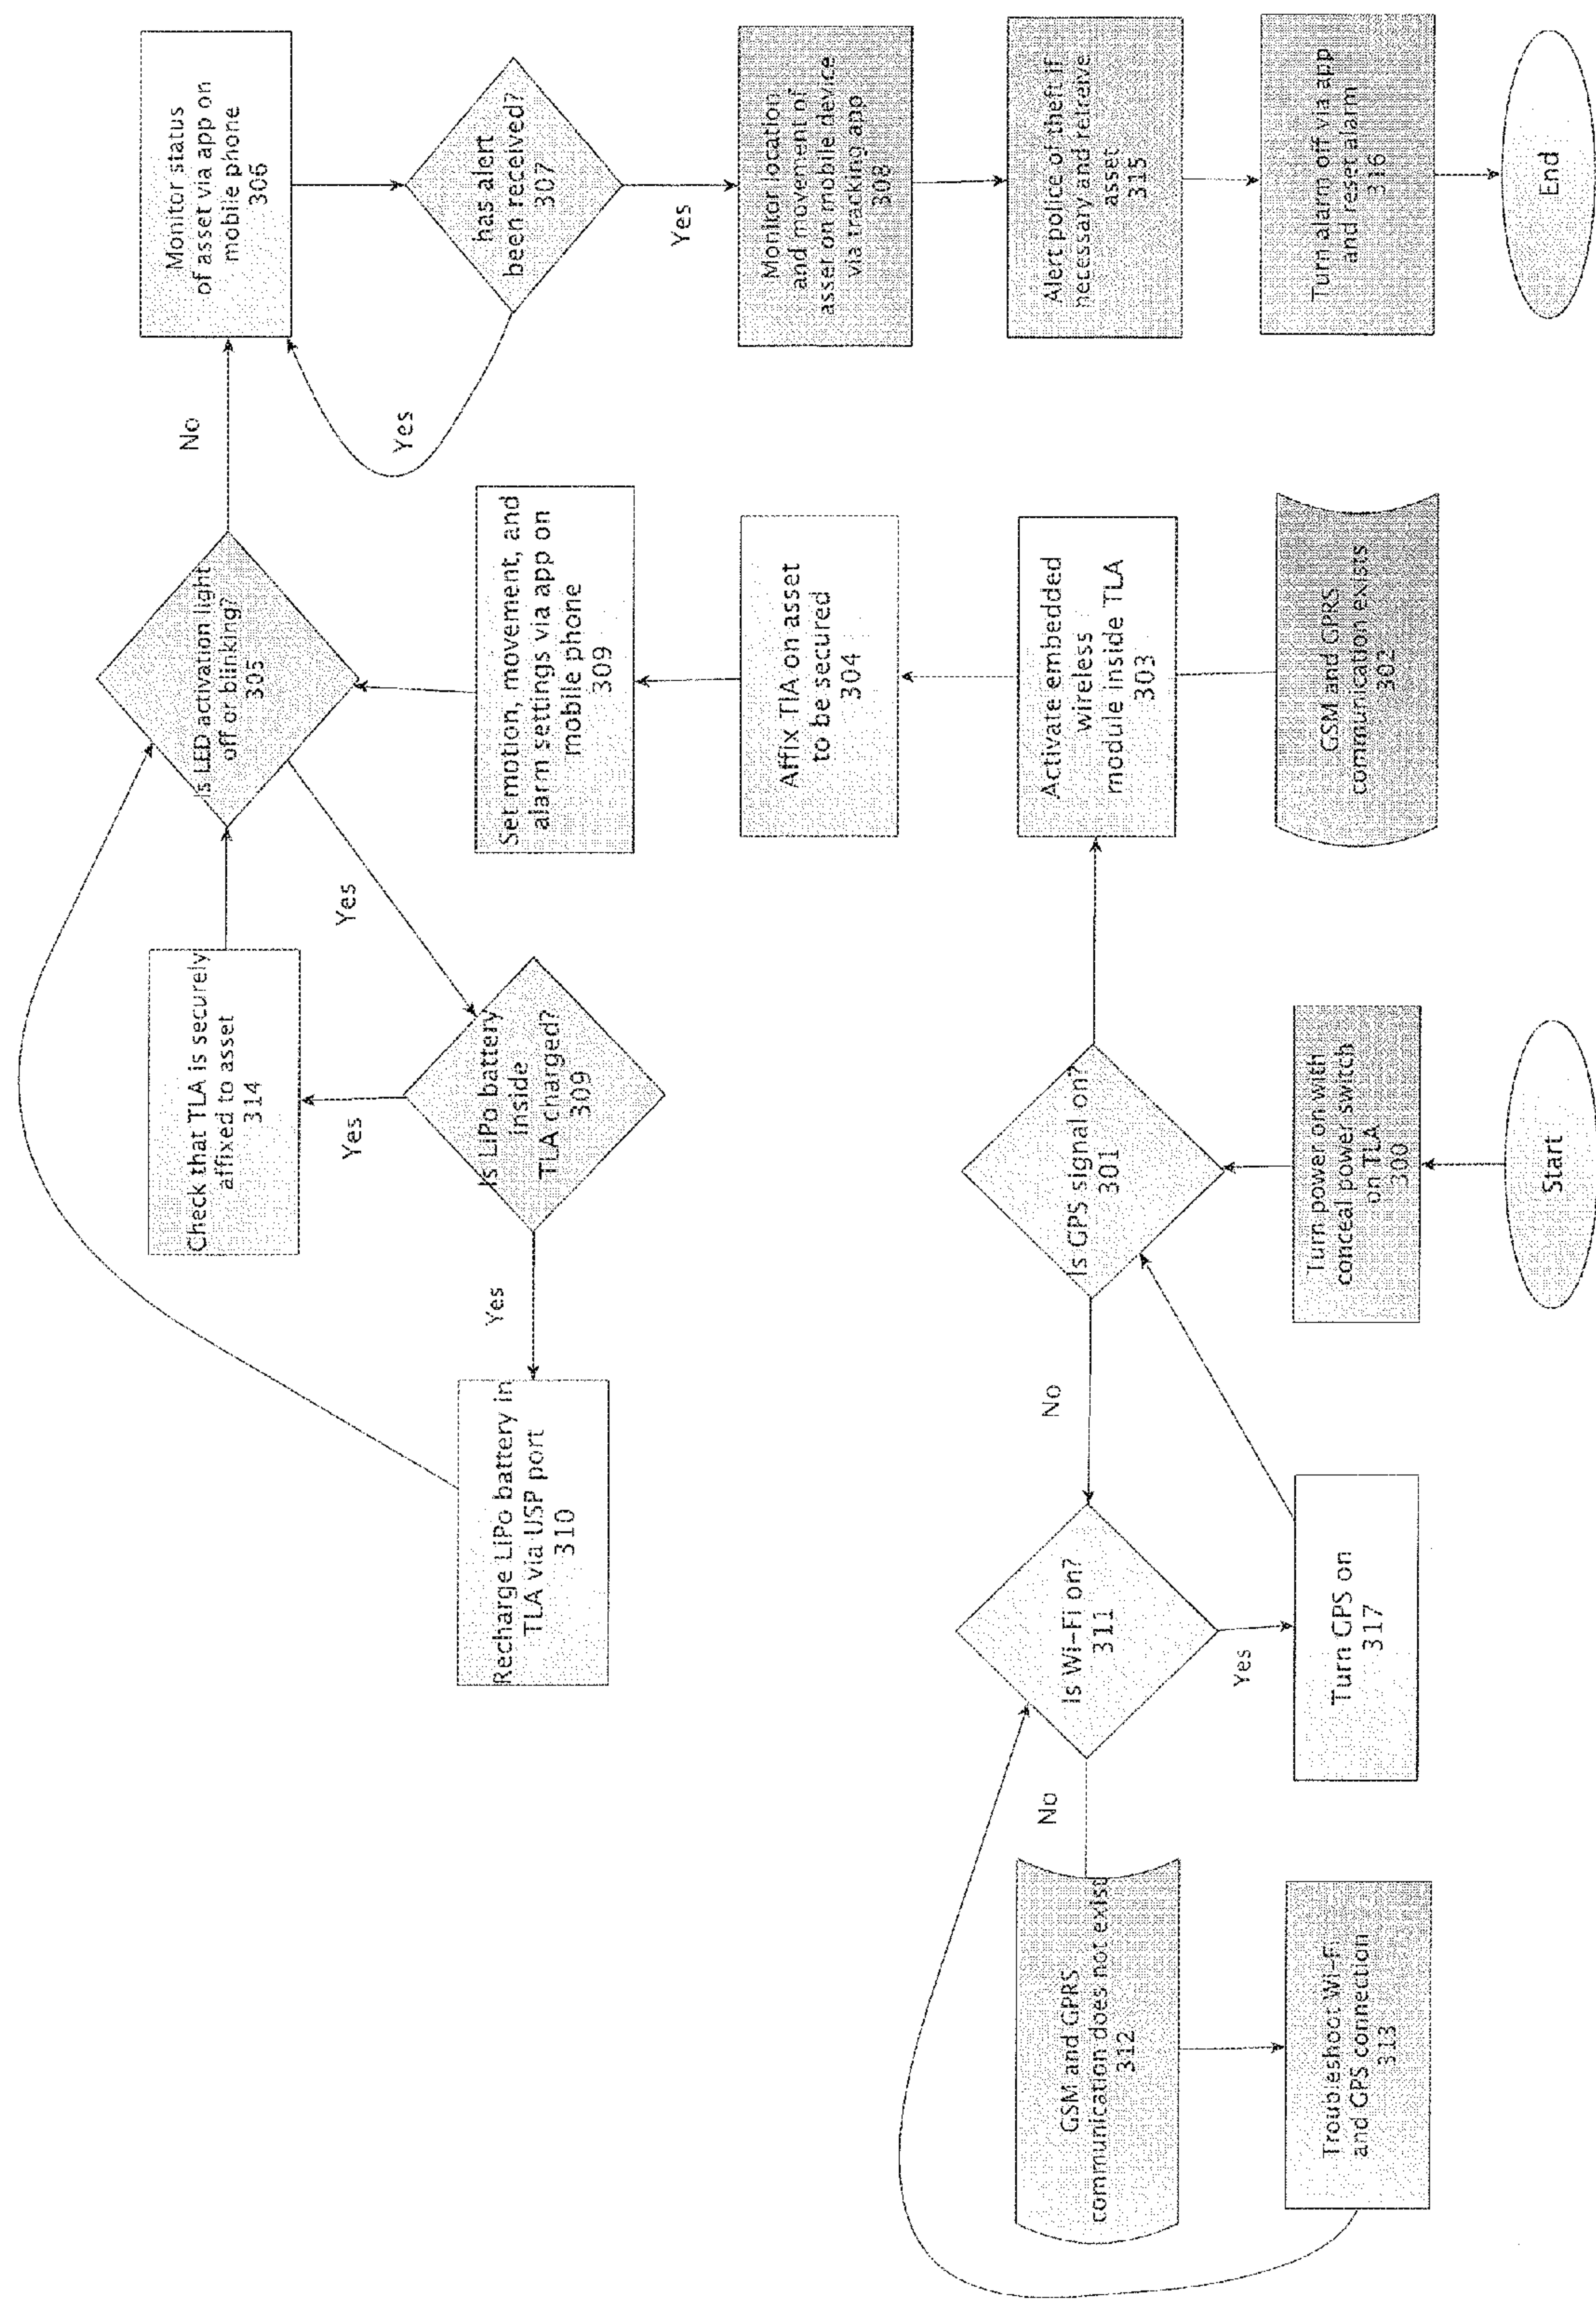 Start
Turn power on with
conceal power switch
on TLA
300
Is GPS signal on?
301
No
Is Wi-Fi on?
311
Yes
Turn GPS on
317
No
GSM and GPRS
communication does not exist
312
Troubleshoot Wi-Fi
and GPS connection
313
GSM and GPRS
communication exists
302
Activate embedded
wireless
module inside TLA
303
Affix TIA on asset
to be secured
304
Set motion, movement, and
alarm settings via app on
mobile phone
309
Is LED activation light
off or blinking?
305
Yes
Is LiPo battery
inside
TLA charged?
309
Yes
Check that TLA is securely
affixed to asset
314
Yes
Recharge LiPo battery in
TLA via USP port
310
No
Monitor status
of asset via app on
mobile phone
306
has alert
been received?
307
Yes
Yes
Monitor location
and movement of
asset on mobile device
via tracking app
308
Alert police of theft if
necessary and retreive
asset
315
Turn alarm off via app
and reset alarm
316
End